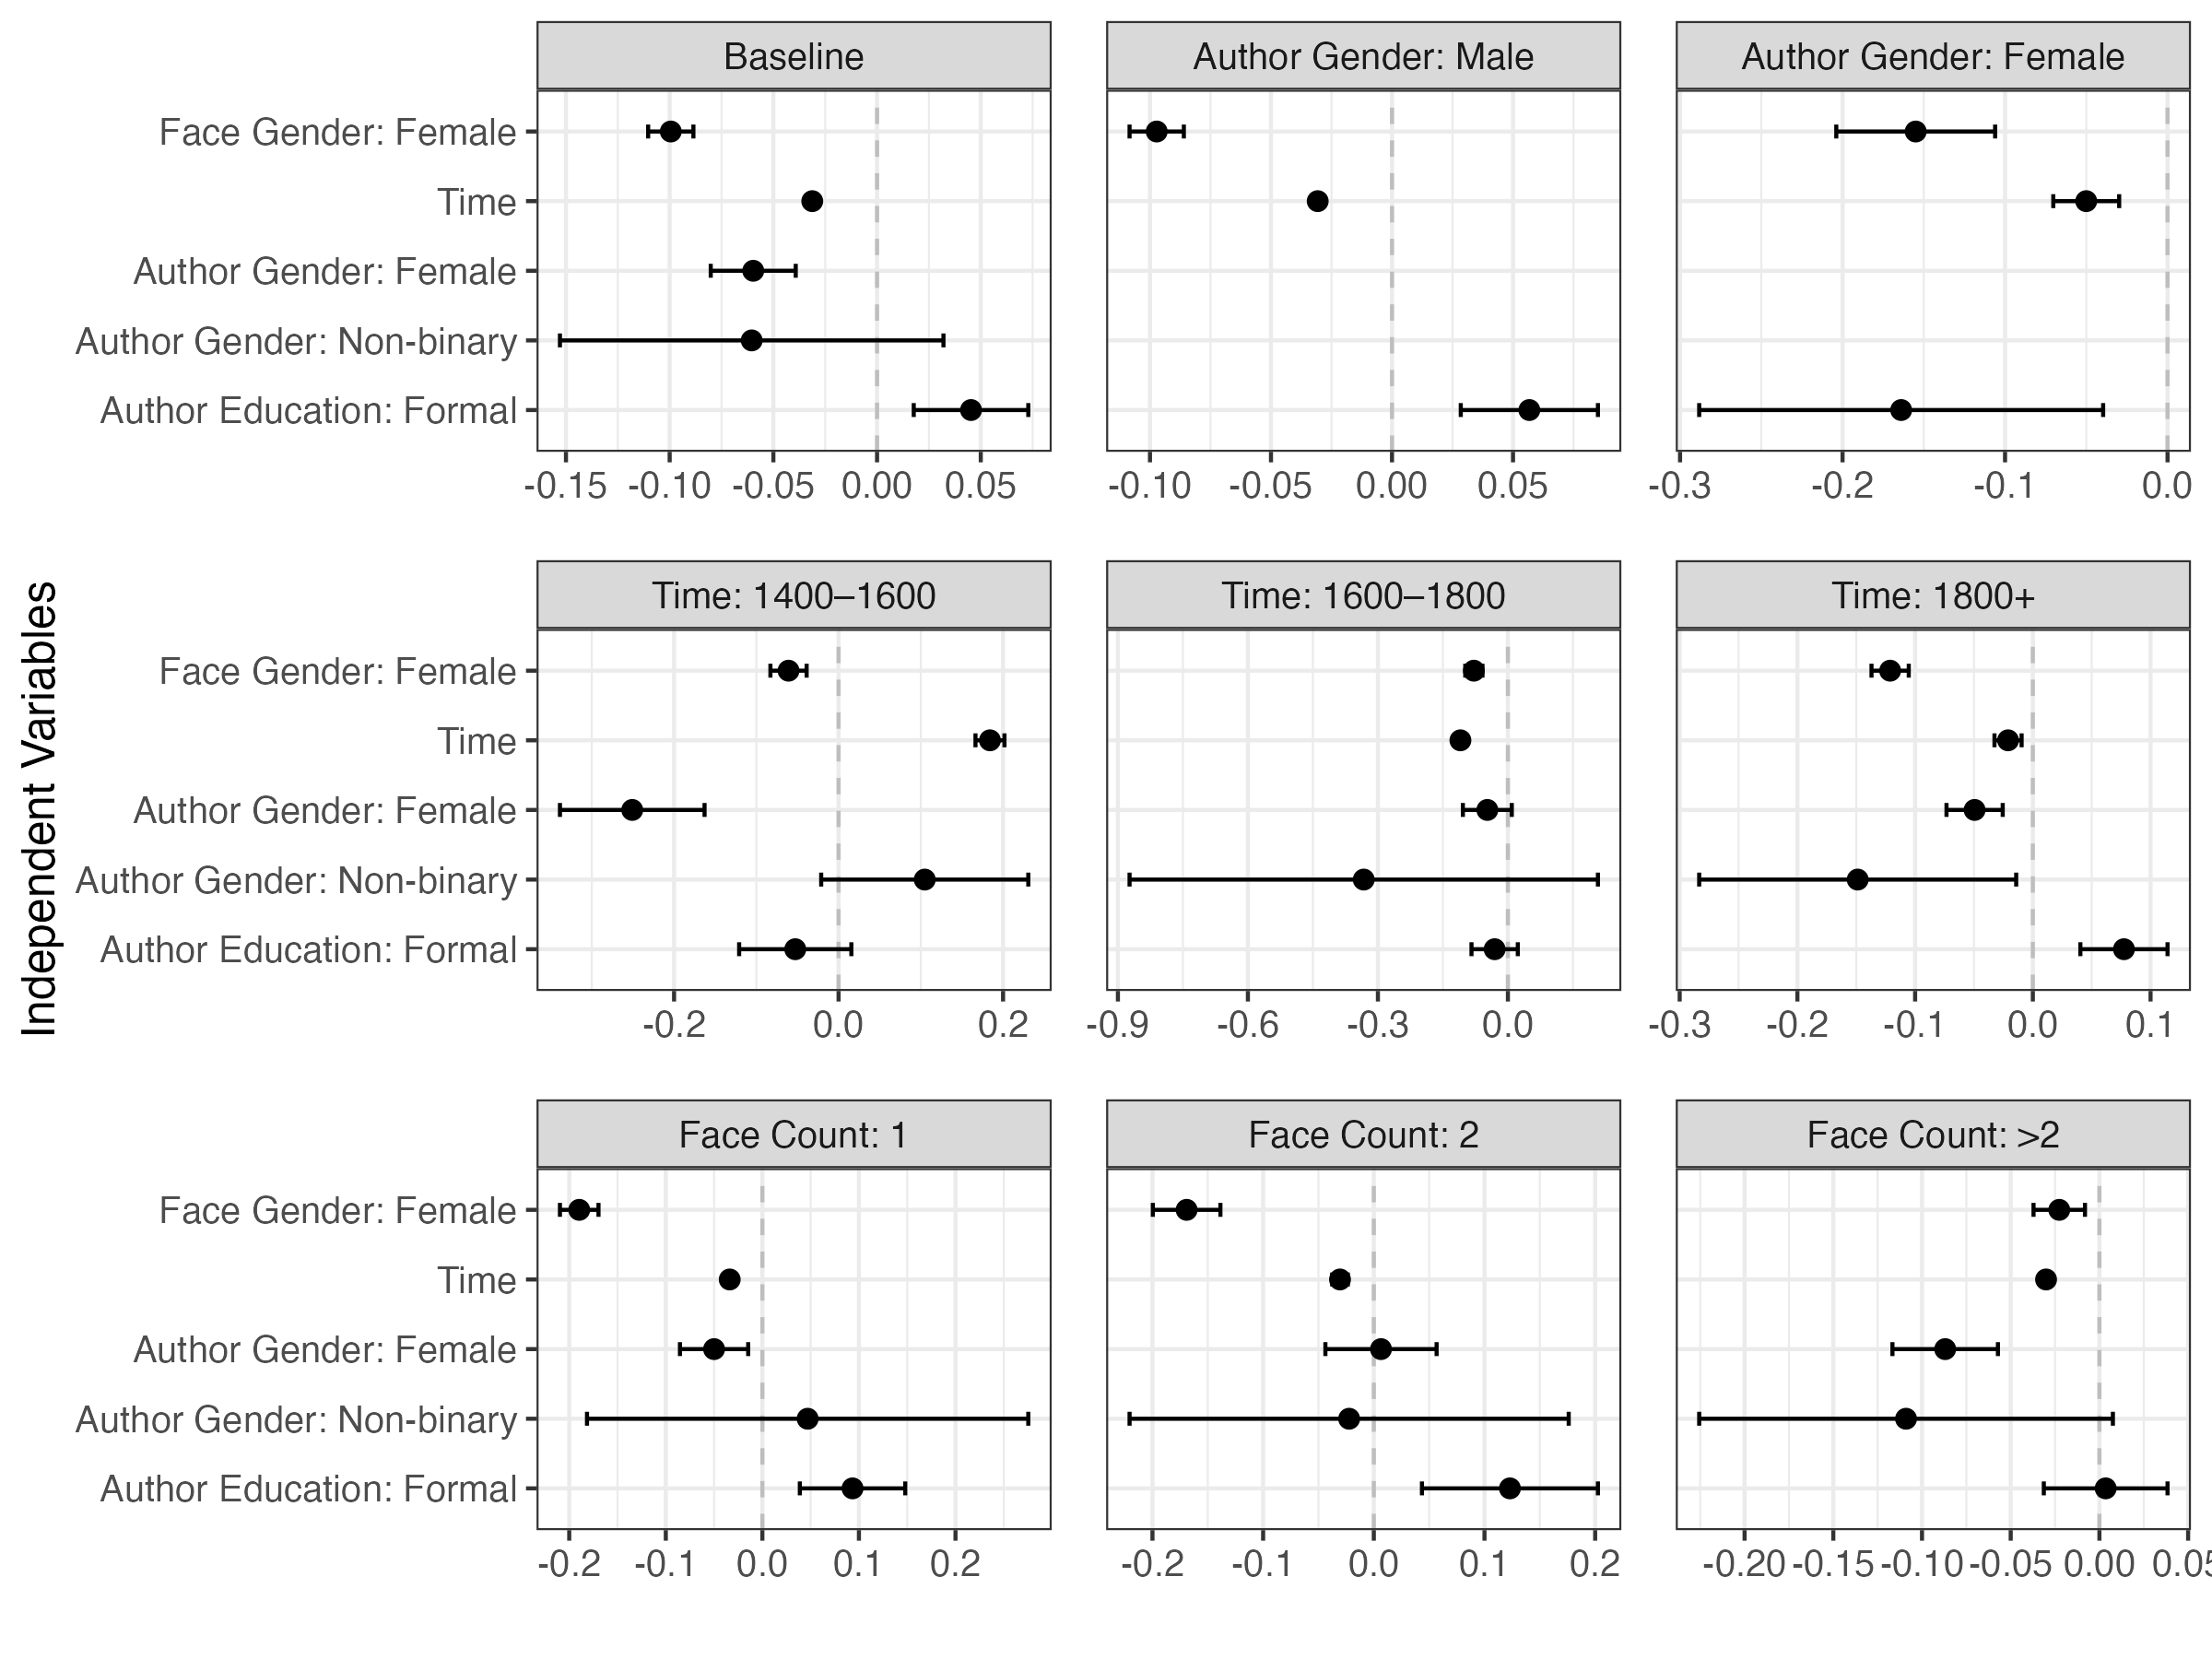 Baseline
Author Gender: Male
Author Gender: Female
Face Gender: Female
Time
Author Gender: Female
Author Gender: Non-binary
Author Education: Formal
-0.15 -0.10 -0.05 0.00 0.05
-0.10 -0.05 0.00 0.05
-0.3 -0.2 -0.1 0.0
Independent Variables
Time: 1400–1600
Time: 1600–1800
Time: 1800+
Face Gender: Female
Time
Author Gender: Female
Author Gender: Non-binary
Author Education: Formal
-0.2 0.0 0.2
-0.9 -0.6 -0.3 0.0
-0.3 -0.2 -0.1 0.0 0.1
Face Count: 1
Face Count: 2
Face Count: >2
Face Gender: Female
Time
Author Gender: Female
Author Gender: Non-binary
Author Education: Formal
-0.2 -0.1 0.0 0.1 0.2
-0.2 -0.1 0.0 0.1 0.2
-0.20 -0.15 -0.10 -0.05 0.00 0.05